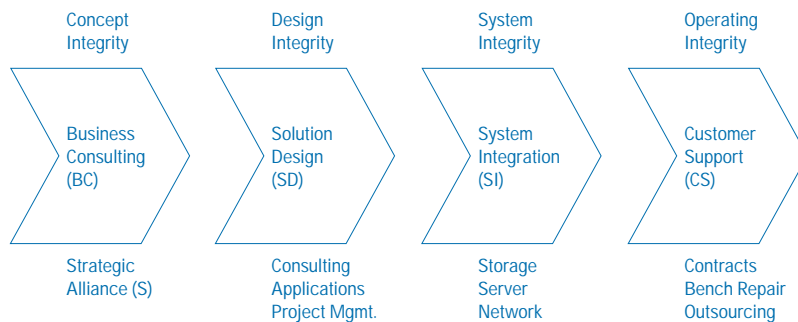 Concept
Integrity
Design
Integrity
System
Integrity
Operating
Integrity
Business
Consulting
(BC)
Solution
Design
(SD)
System
Integration
(SI)
Customer
Support
(CS)
Strategic
Alliance (S)
Consulting
Applications
Project Mgmt.
Storage
Server
Network
Contracts
Bench Repair
Outsourcing